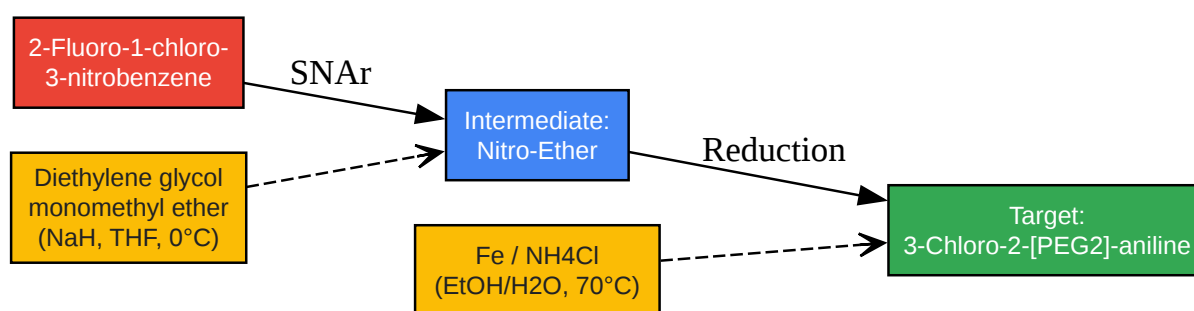 2-Fluoro-1-chloro-
3-nitrobenzene
SNAr
Intermediate:
Nitro-Ether
Diethylene glycol
monomethyl ether
(NaH, THF, 0°C)
Reduction
Fe / NH4Cl
(EtOH/H2O, 70°C)
Target:
3-Chloro-2-[PEG2]-aniline